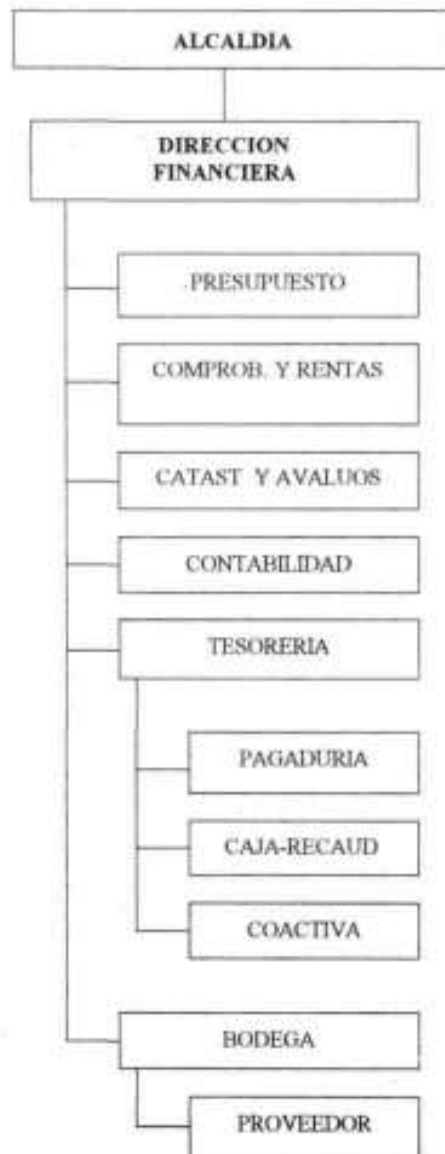 ALCALDIA
DIRECCION
FINANCIERA
PRESUPUESTO
COMPROB. Y RENTAS
CATAST Y AVALUOS
CONTABILIDAD
TESORERIA
PAGADURIA
CAJA-RECAUD
COACTIVA
BODEGA
PROVEEDOR